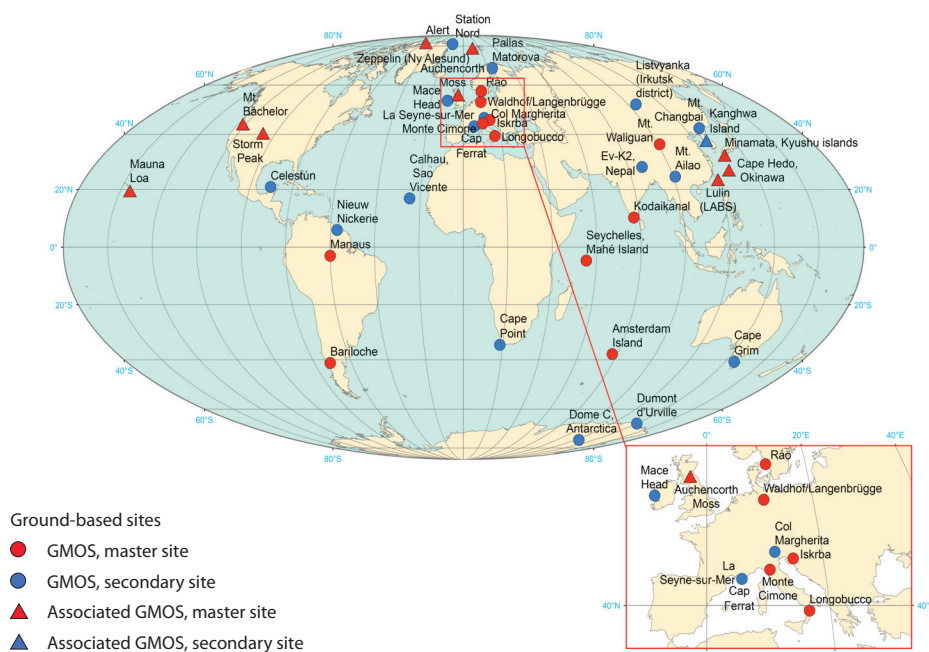 Station
Alert
Nord
80°S
80°S
Zeppelin (Ny Alesund)
Pallas
Matorova
Auchencorth
Moss
Råo
60°N
60°N
Listvyanka
(Irkutsk
district)
Mace
Head
Waldhof/Langenbrügge
La Seyne-sur-Mer
Col Margherita
Monte Cimone
Iskrba
Cap
Ferrat
Longobucco
Mt.
Bachelor
Storm
Peak
40°N
40°N
Mt.
Changbai
Kanghwa
Island
Mt.
Waliguan
Minamata, Kyushu islands
Mt.
Ailao
Ev-K2,
Nepal
Cape Hedo,
Okinawa
Lulin
(LABS)
Mauna
Loa
20°N
20°N
Celestún
Calhau,
Sao
Vicente
Kodaikanal
Nieuw
Nickerie
Manaus
Seychelles,
Mahé Island
0°
0°
20°S
20°S
Cape
Point
Amsterdam
Island
Cape
Grim
Bariloche
40°S
40°S
Dumont
d'Urville
Dome C,
Antarctica
60°S
60°S
80°S
80°S
0°
20°E
40°E
Råo
Mace
Head
Auchencorth
Moss
Waldhof/Langenbrügge
Col
Margherita
Iskrba
La
Seyne-sur-Mer
Cap
Ferrat
Monte
Cimone
Longobucco
40°N
40°N
Ground-based sites
GMOS, master site
GMOS, secondary site
Associated GMOS, master site
Associated GMOS, secondary site